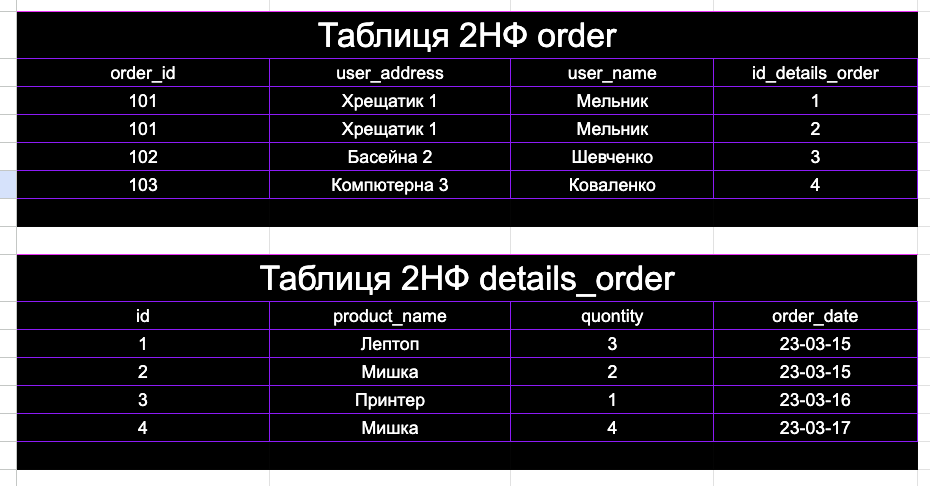 Таблиця 2НФ order
order_id user_address user_name id_details_order
101 Хрещатик 1 Мельник 1
101 Хрещатик 1 Мельник 2
102 Басейна 2 Шевченко 3
103 Компютерна 3 Коваленко 4
Таблиця 2НФ details_order
id product_name quontity order_date
1 Лептоп 3 23-03-15
2 Мишка 2 23-03-15
3 Принтер 1 23-03-16
4 Мишка 4 23-03-17